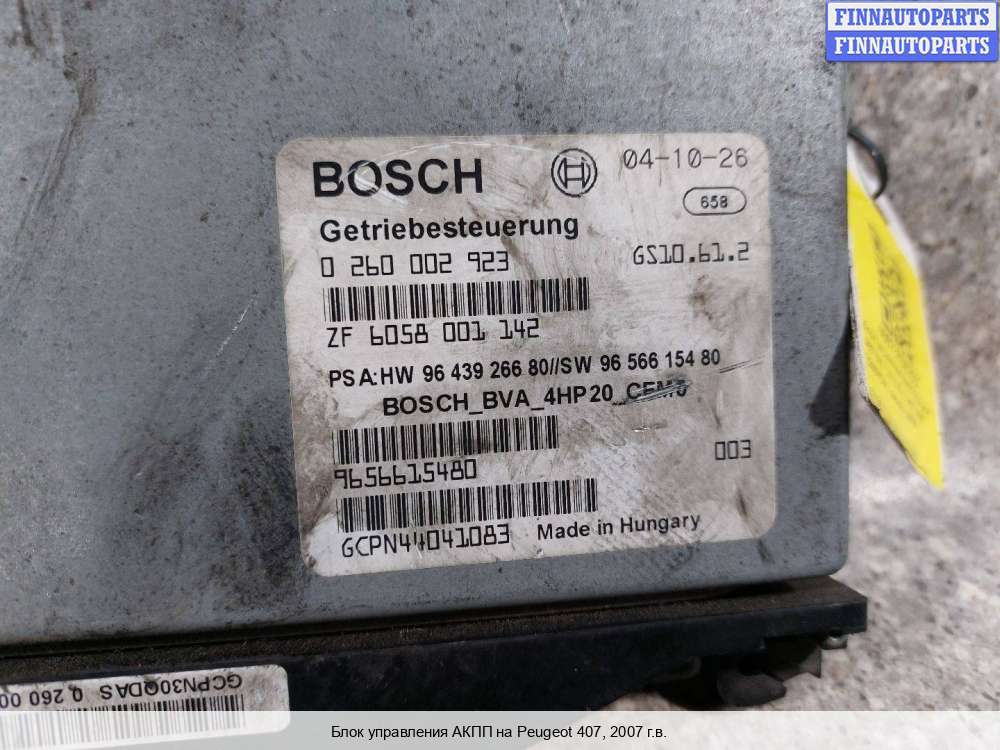 FINNAUTOPARTS
FINNAUTOPARTS
BOSCH 04-10-26
658
Getriebesteuerung
0 260 002 923 GS10.61.2
ZF 6058 001 142
PSA:HW 96 439 266 80//SW 96 566 154 80
BOSCH_BVA_4HP20
003
9656615480
GCPN44041083 Made in Hungary
GCPN30QDAS 0 260 00
Блок управления АКПП на Peugeot 407, 2007 г.в.